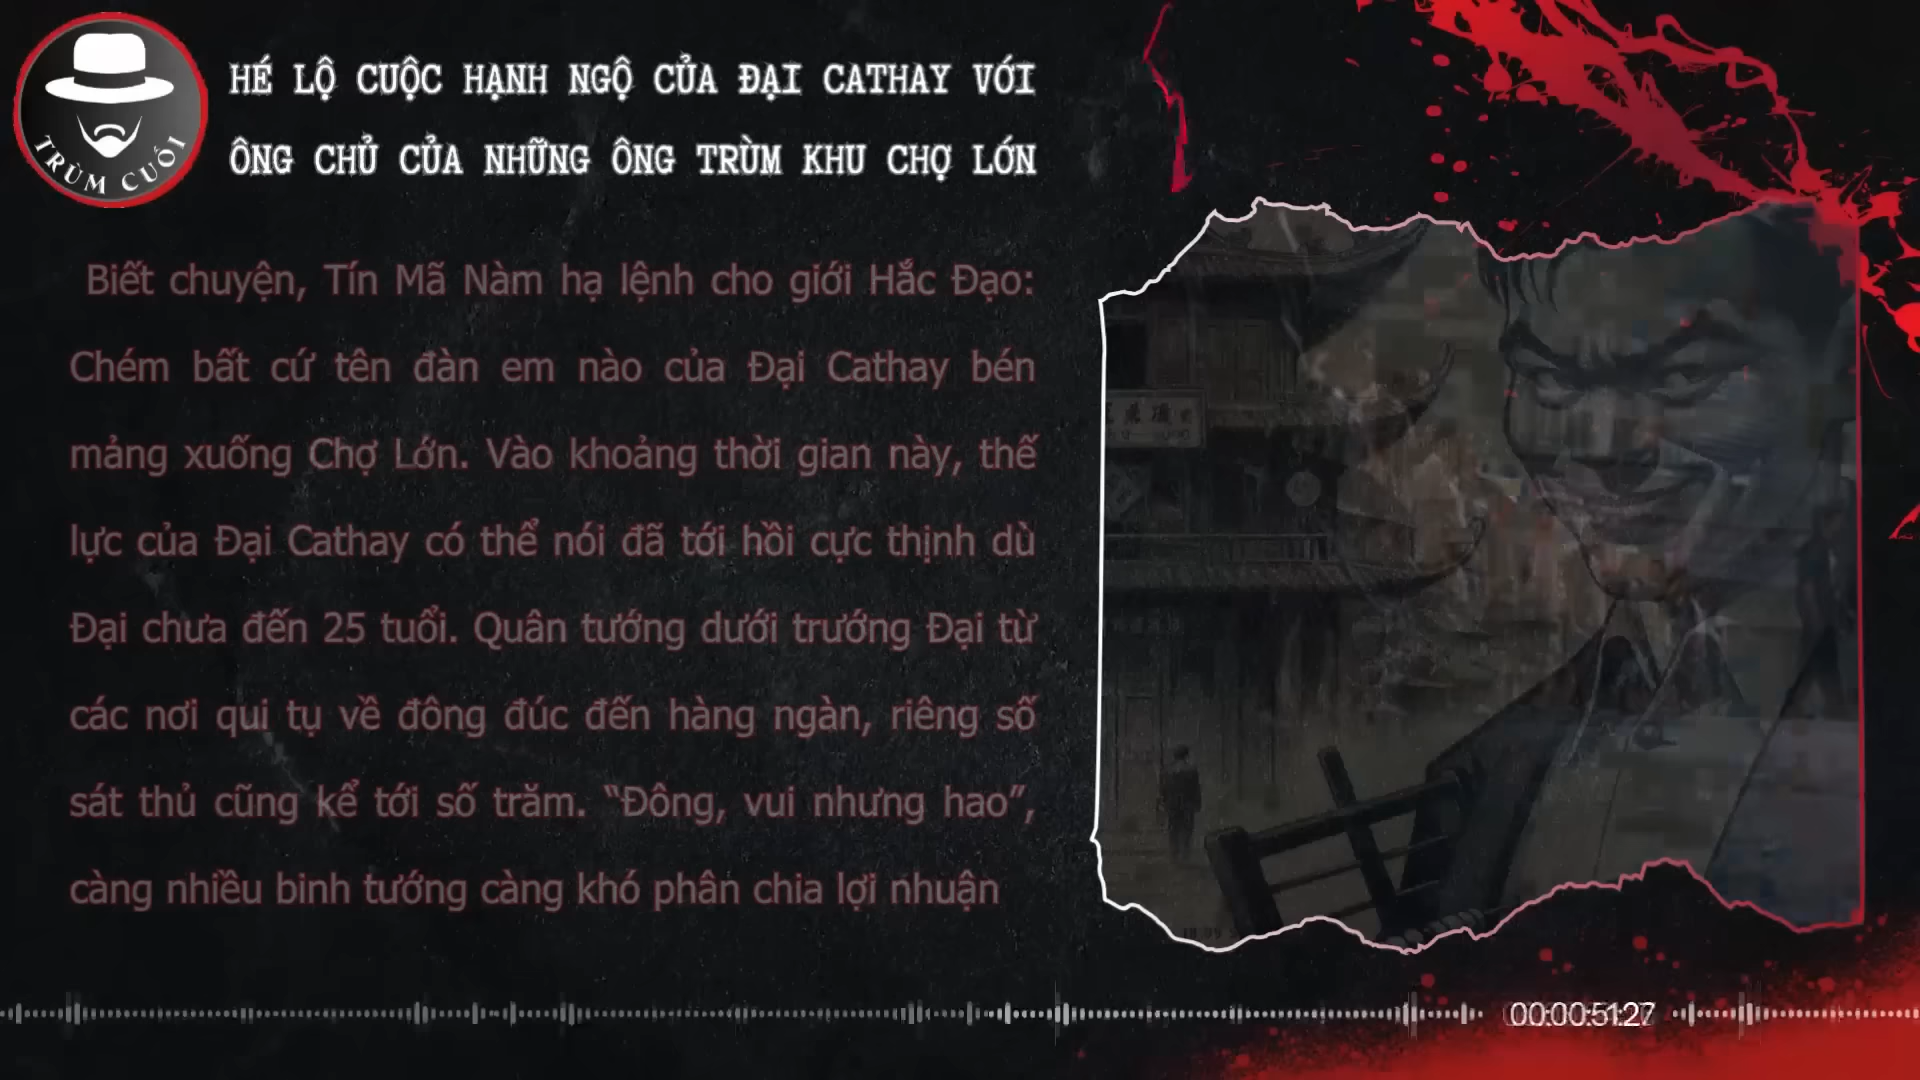 TRÙM CUỐI
HÉ LỘ CUỘC HẠNH NGỘ CỦA ĐẠI CATHAY VỚI
ÔNG CHỦ CỦA NHỮNG ÔNG TRÙM KHU CHỢ LỚN
Biết chuyện, Tín Mã Nàm hạ lệnh cho giới Hắc Đạo:
Chém bất cứ tên đàn em nào của Đại Cathay bén
mảng xuống Chợ Lớn. Vào khoảng thời gian này, thế
lực của Đại Cathay có thể nói đã tới hồi cực thịnh dù
Đại chưa đến 25 tuổi. Quân tướng dưới trướng Đại từ
các nơi qui tụ về đông đúc đến hàng ngàn, riêng số
sát thủ cũng kể tới số trăm. “Đông, vui nhưng hao”,
càng nhiều binh tướng càng khó phân chia lợi nhuận
00:00:51:27